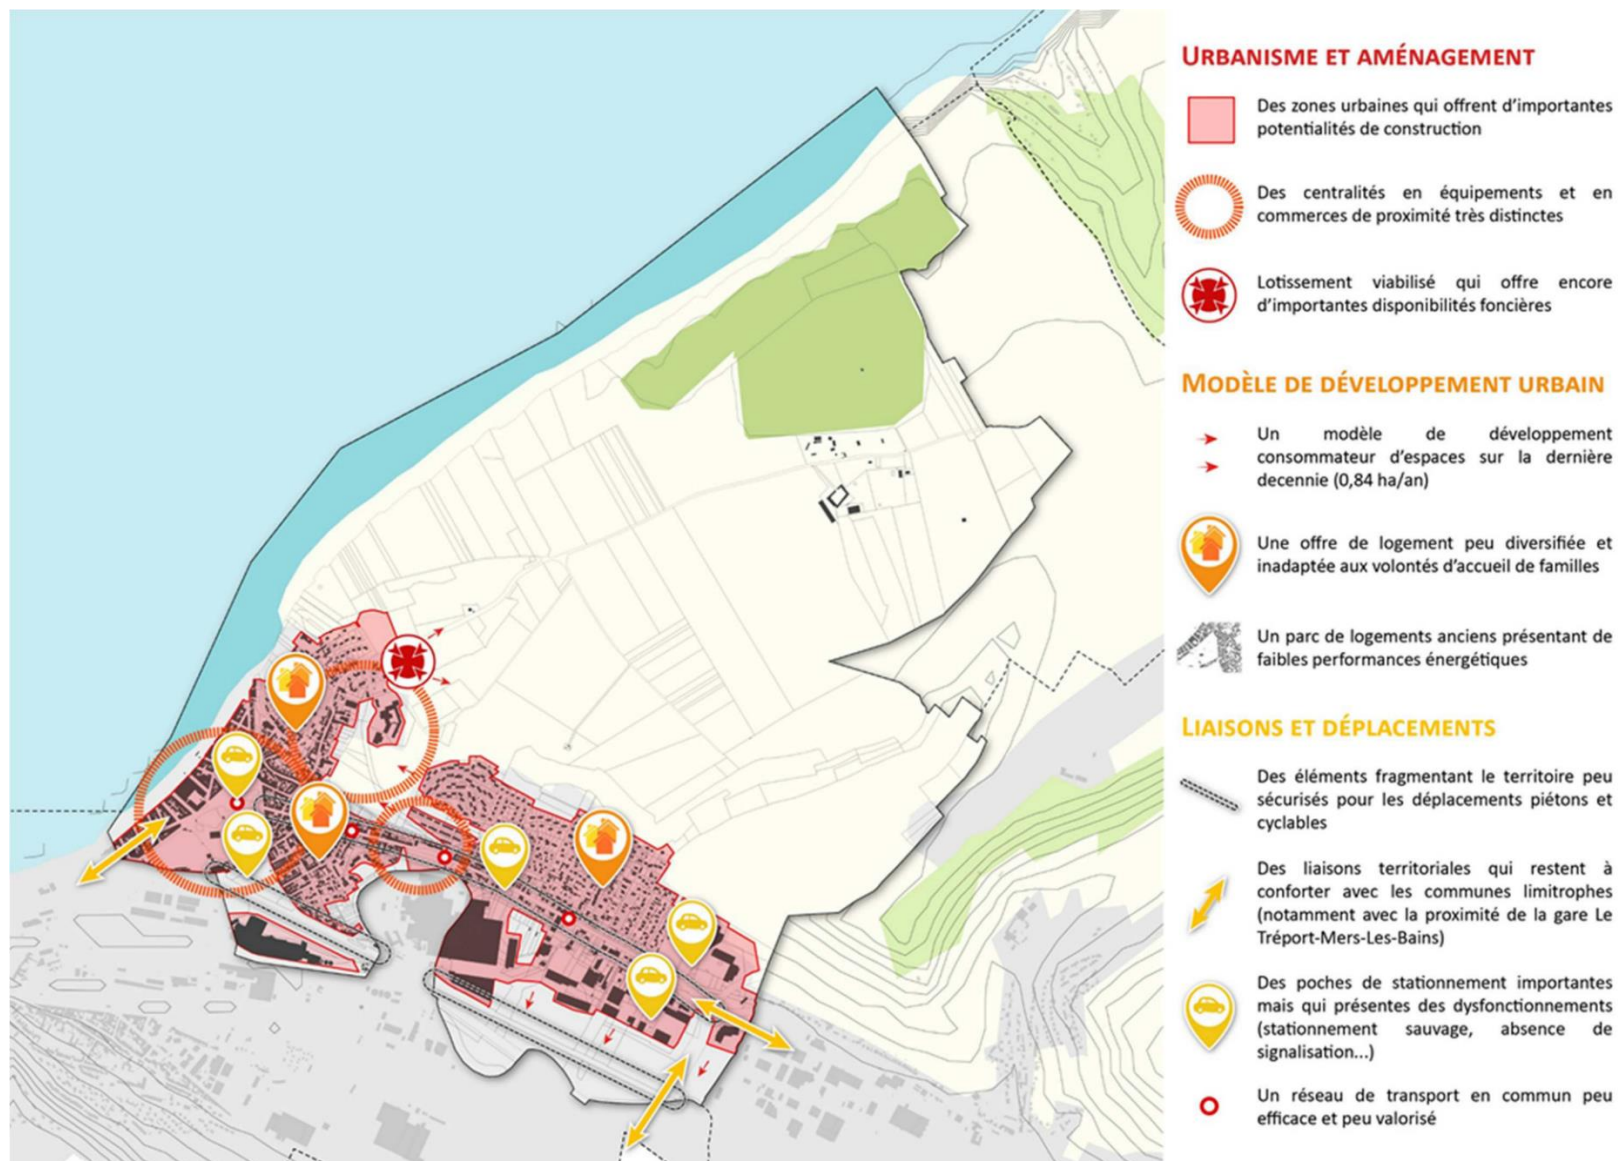 URBANISME ET AMÉNAGEMENT
Des zones urbaines qui offrent d'importantes
potentialités de construction
Des centralités en équipements et en
commerces de proximité très distinctes
Lotissement viabilisé qui offre encore
d'importantes disponibilités foncières
MODÈLE DE DÉVELOPPEMENT URBAIN
Un modèle de développement
consommateur d'espaces sur la dernière
decennie (0,84 ha/an)
Une offre de logement peu diversifiée et
inadaptée aux volontés d'accueil de familles
Un parc de logements anciens présentant de
faibles performances énergétiques
LIAISONS ET DÉPLACEMENTS
Des éléments fragmentant le territoire peu
sécurisés pour les déplacements piétons et
cyclables
Des liaisons territoriales qui restent à
conforter avec les communes limitrophes
(notamment avec la proximité de la gare Le
Tréport-Mers-Les-Bains)
Des poches de stationnement importantes
mais qui présentes des dysfonctionnements
(stationnement sauvage, absence de
signalisation...)
Un réseau de transport en commun peu
efficace et peu valorisé